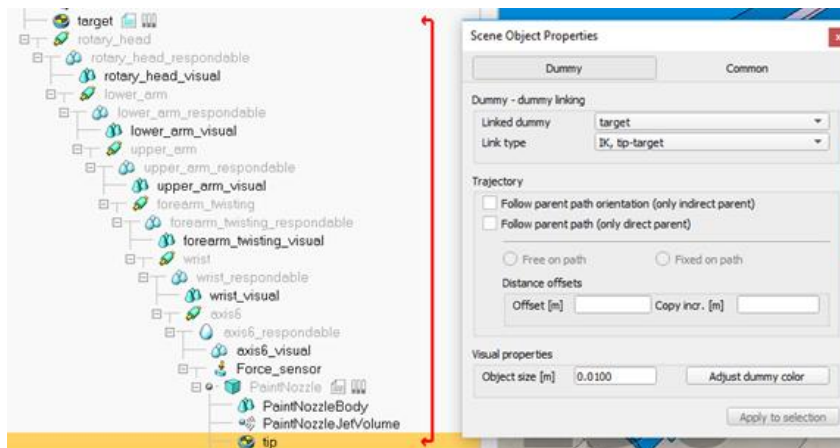 target
rotary_head
rotary_head_respondable
rotary_head_visual
lower_arm
lower_arm_respondable
lower_arm_visual
upper_arm
upper_arm_respondable
upper_arm_visual
forearm_twisting
forearm_twisting_respondable
forearm_twisting_visual
wrist
wrist_respondable
wrist_visual
axis6
axis6_respondable
axis6_visual
Force_sensor
PaintNozzle
PaintNozzleBody
PaintNozzleJetVolume
tip
Scene Object Properties
Dummy Common
Dummy - dummy linking
Linked dummy target
Link type IK, tip-target
Trajectory
Follow parent path orientation (only indirect parent)
Follow parent path (only direct parent)
Free on path Fixed on path
Distance offsets
Offset [m] Copy incr. [m]
Visual properties
Object size [m] 0.0100 Adjust dummy color
Apply to selection